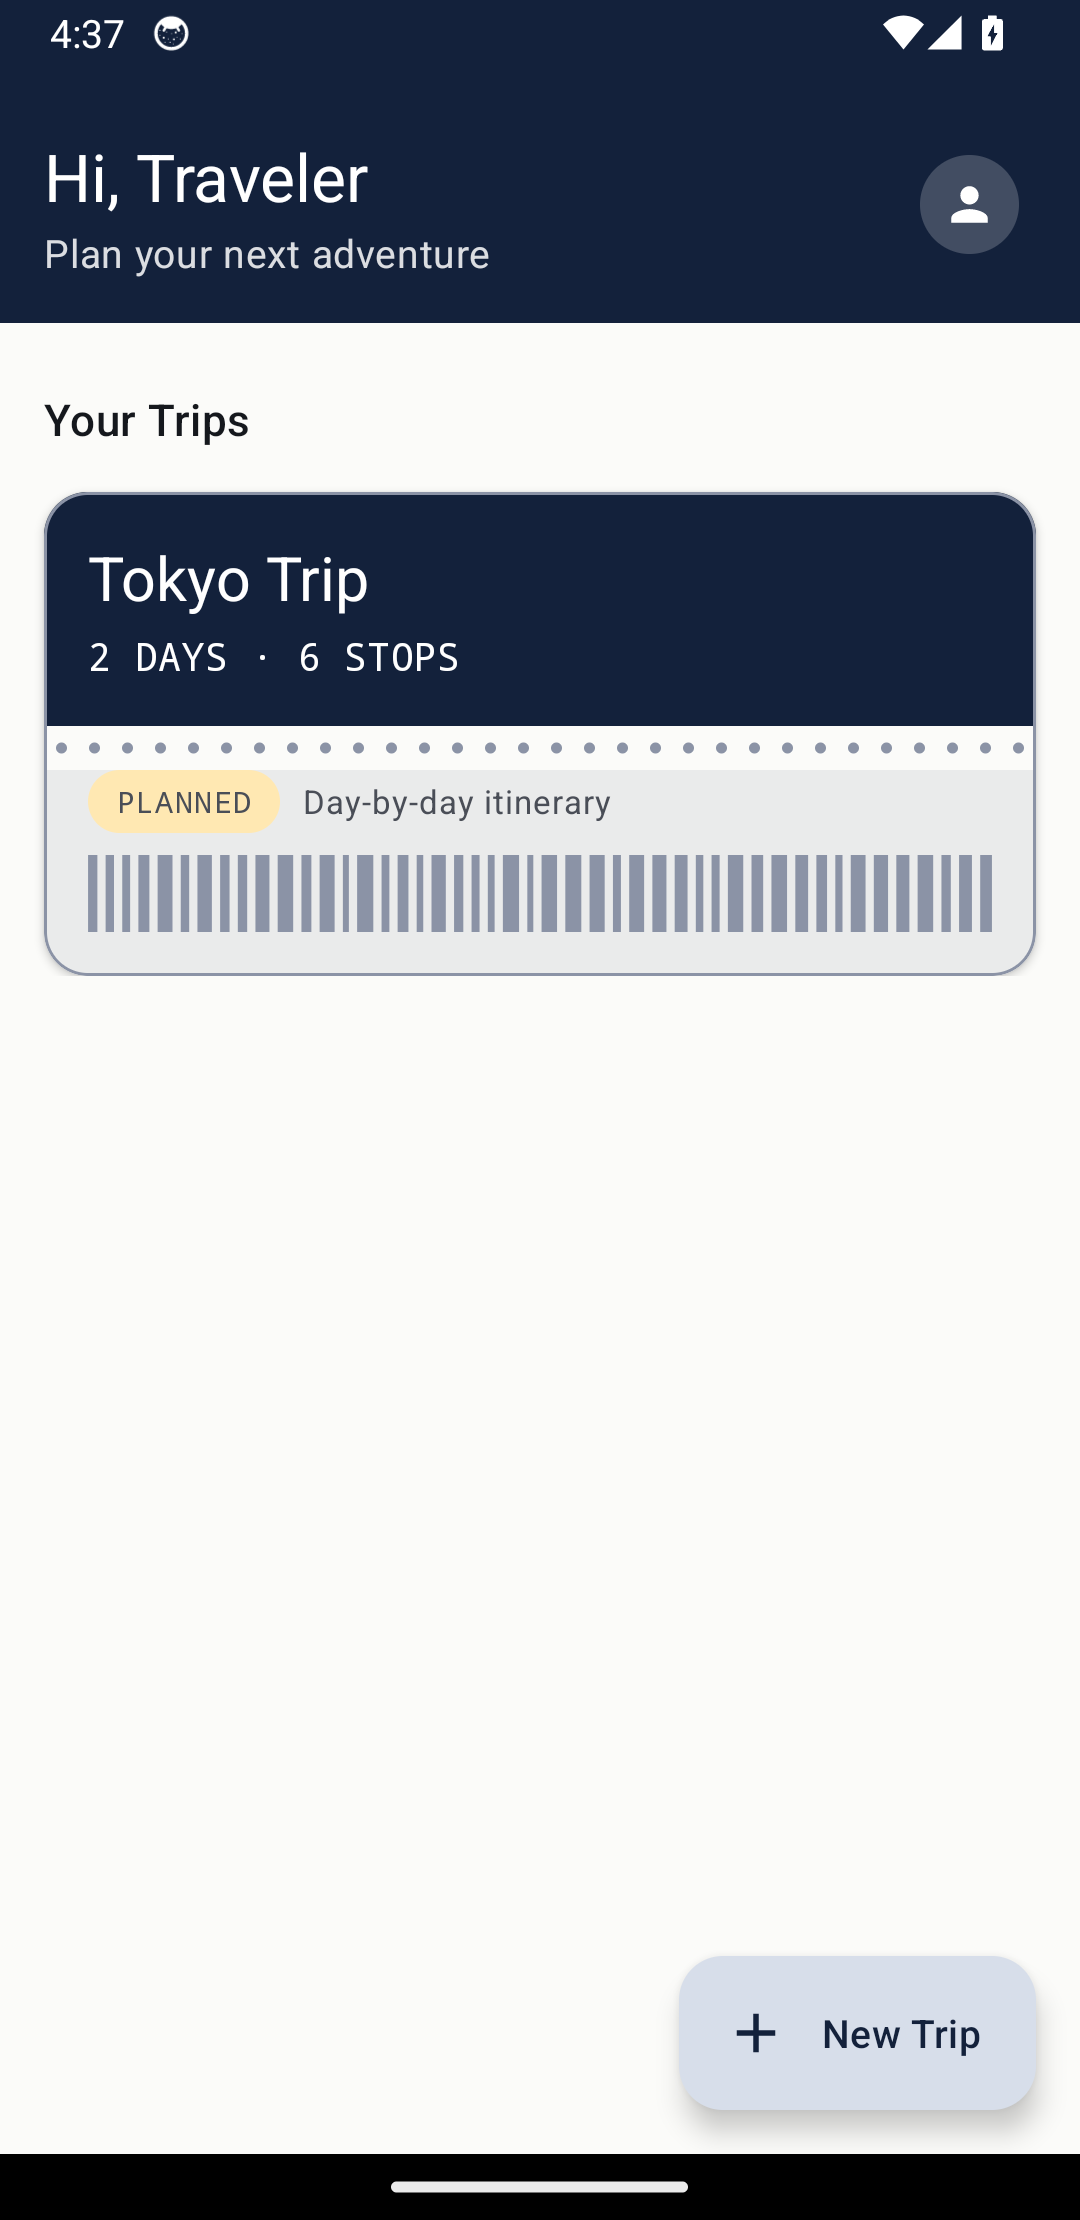 4:37
Hi, Traveler
Plan your next adventure
Your Trips
Tokyo Trip
2 DAYS · 6 STOPS
PLANNED Day-by-day itinerary
New Trip